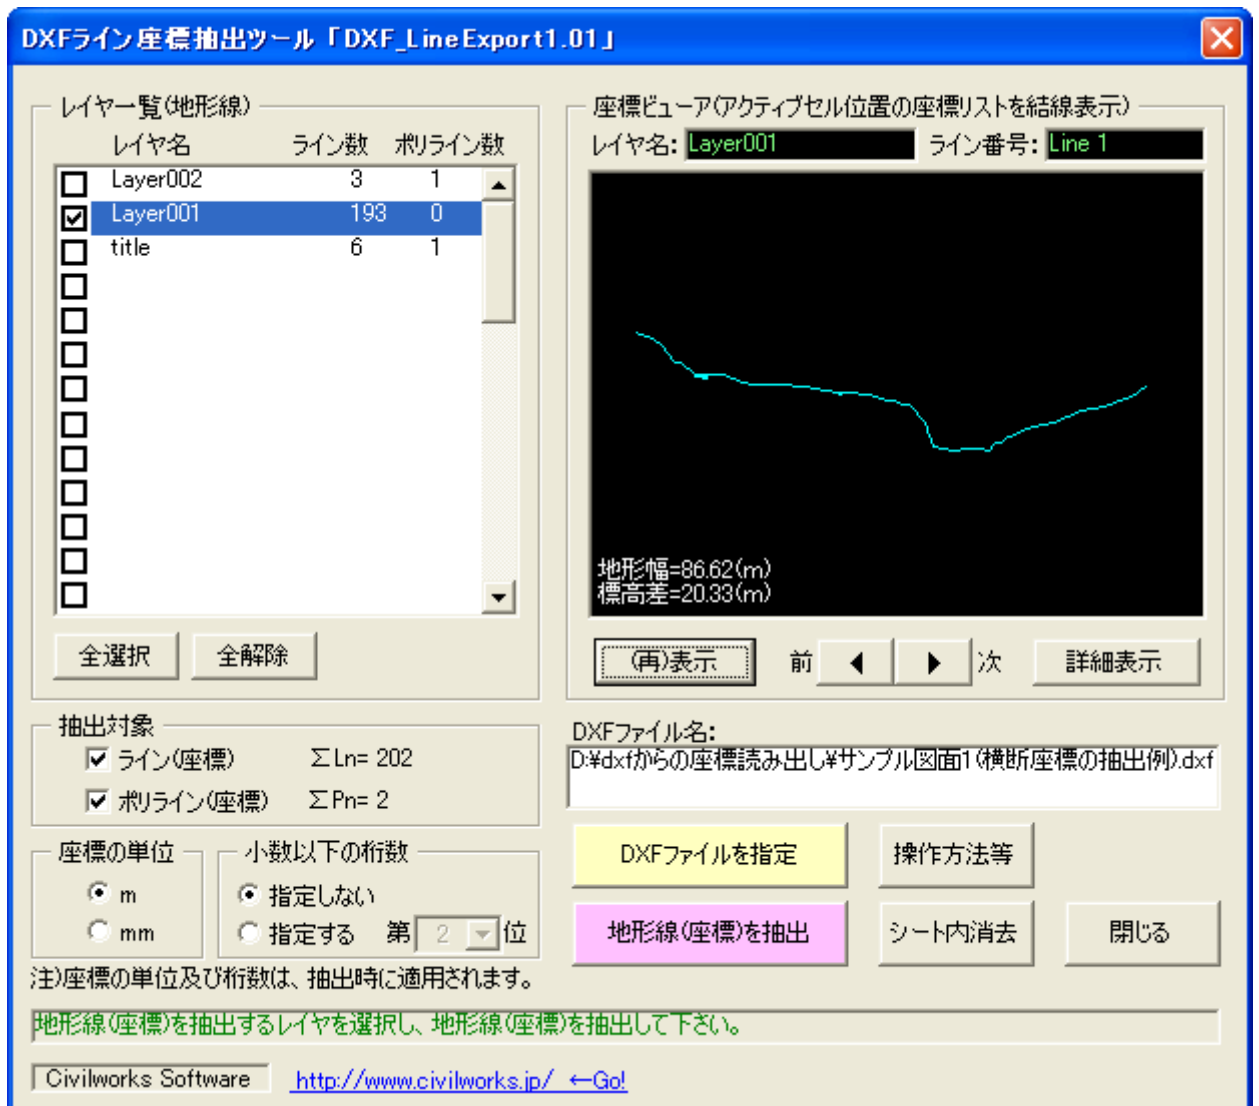 DXFライン座標抽出ツール「DXF_LineExport1.01」
レイヤ一覧(地形線)
レイヤ名 ライン数 ポリライン数
Layer002 3 1
Layer001 193 0
title 6 1
全選択 全解除
座標ビューア(アクティブセル位置の座標リストを結線表示)
レイヤ名: Layer001 ライン番号: Line 1
地形幅=86.62(m)
標高差=20.33(m)
(再)表示 前 次 詳細表示
抽出対象
ライン(座標) ΣLn= 202
ポリライン(座標) ΣPn= 2
座標の単位
m
mm
小数以下の桁数
指定しない
指定する 第 2 位
注)座標の単位及び桁数は、抽出時に適用されます。
DXFファイル名:
D:¥dxfからの座標読み出し¥サンプル図面1(横断座標の抽出例).dxf
DXFファイルを指定 操作方法等
地形線(座標)を抽出 シート内消去 閉じる
地形線(座標)を抽出するレイヤを選択し、地形線(座標)を抽出して下さい。
Civilworks Software http://www.civilworks.jp/ ←Go!